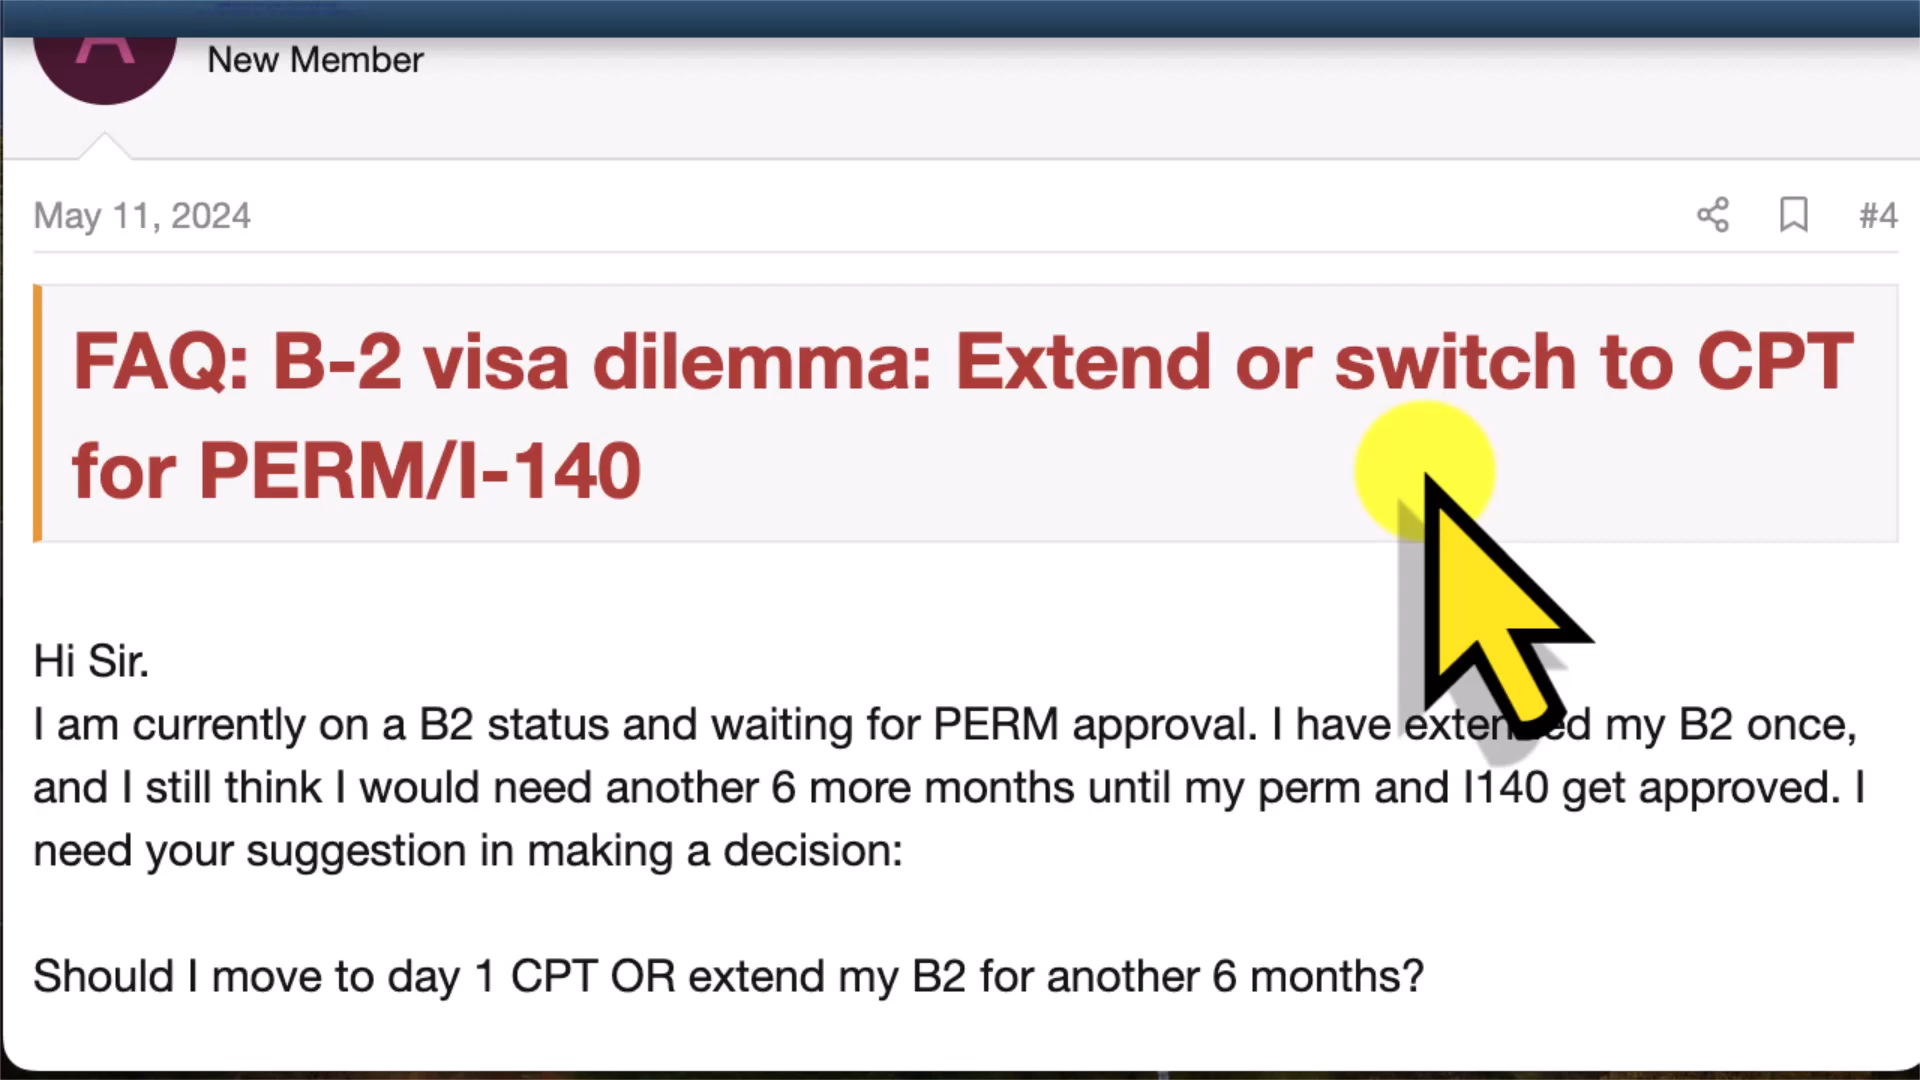 New Member
May 11, 2024
#4
FAQ: B-2 visa dilemma: Extend or switch to CPT
for PERM/I-140
Hi Sir.
I am currently on a B2 status and waiting for PERM approval. I have extended my B2 once,
and I still think I would need another 6 more months until my perm and I140 get approved. I
need your suggestion in making a decision:
Should I move to day 1 CPT OR extend my B2 for another 6 months?